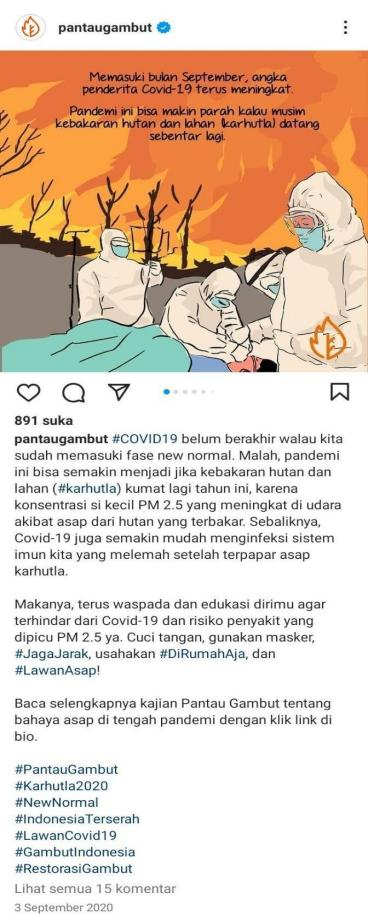 pantaugambut
Memasuki bulan September, angka
penderita Covid-19 terus meningkat.
Pandemi ini bisa makin parah kalau musim
kebakaran hutan dan lahan (karhutla) datang
sebentar lagi.
891 suka
pantaugambut #COVID19 belum berakhir walau kita
sudah memasuki fase new normal. Malah, pandemi
ini bisa semakin menjadi jika kebakaran hutan dan
lahan (#karhutla) kumat lagi tahun ini, karena
konsentrasi si kecil PM 2.5 yang meningkat di udara
akibat asap dari hutan yang terbakar. Sebaliknya,
Covid-19 juga semakin mudah menginfeksi sistem
imun kita yang melemah setelah terpapar asap
karhutla.
Makanya, terus waspada dan edukasi dirimu agar
terhindar dari Covid-19 dan risiko penyakit yang
dipicu PM 2.5 ya. Cuci tangan, gunakan masker,
#JagaJarak, usahakan #DiRumahAja, dan
#LawanAsap!
Baca selengkapnya kajian Pantau Gambut tentang
bahaya asap di tengah pandemi dengan klik link di
bio.
#PantauGambut
#Karhutla2020
#NewNormal
#IndonesiaTerserah
#LawanCovid19
#GambutIndonesia
#RestorasiGambut
Lihat semua 15 komentar
3 September 2020